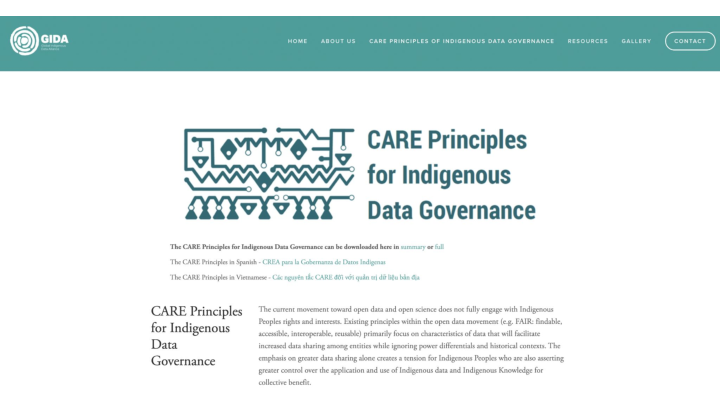 GIDA
HOME
ABOUT US
CARE PRINCIPLES OF INDIGENOUS DATA GOVERNANCE
RESOURCES
GALLERY
CONTACT
CARE Principles
for Indigenous
Data Governance
The CARE Principles for Indigenous Data Governance can be downloaded here in summary or full
The CARE Principles in Spanish - CREA para la Gobernanza de Datos Indígenas
The CARE Principles in Vietnamese - Các nguyên tắc CARE đối với quản trị dữ liệu bản địa
CARE Principles
for Indigenous
Data
Governance
The current movement toward open data and open science does not fully engage with Indigenous
Peoples rights and interests. Existing principles within the open data movement (e.g. FAIR: findable,
accessible, interoperable, reusable) primarily focus on characteristics of data that will facilitate
increased data sharing among entities while ignoring power differentials and historical contexts. The
emphasis on greater data sharing alone creates a tension for Indigenous Peoples who are also asserting
greater control over the application and use of Indigenous data and Indigenous Knowledge for
collective benefit.